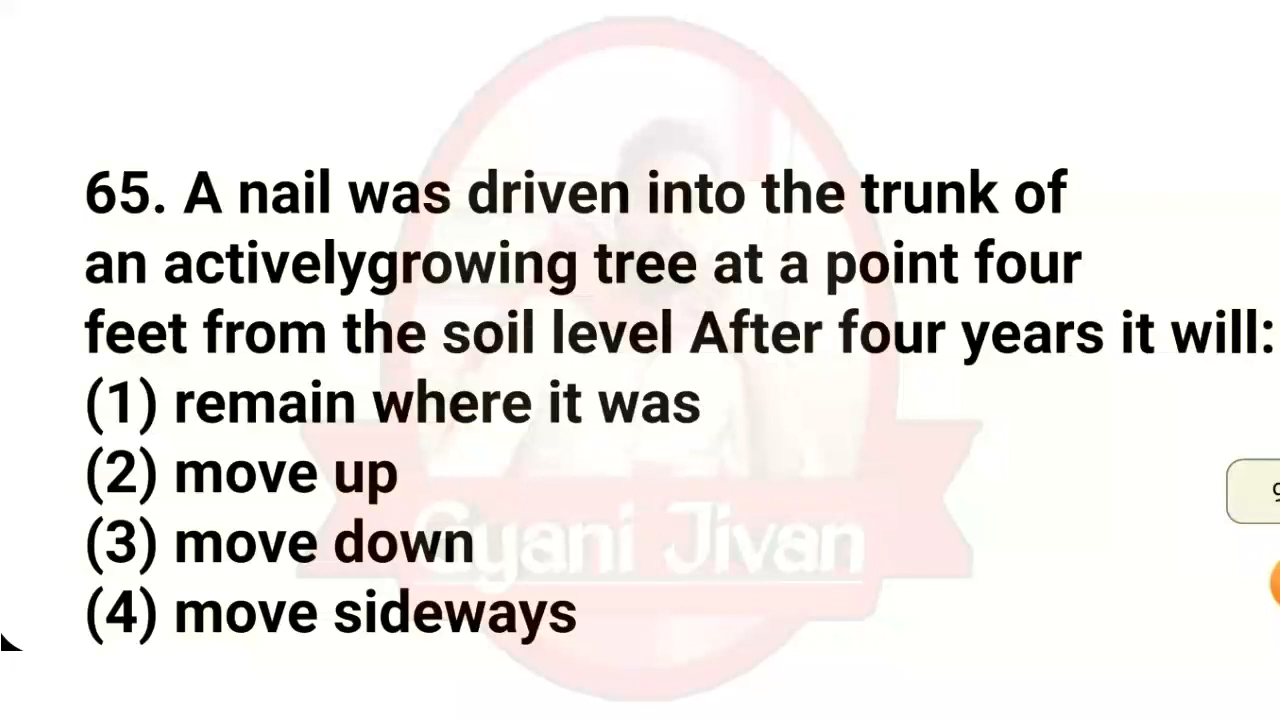 65. A nail was driven into the trunk of
an activelygrowing tree at a point four
feet from the soil level After four years it will:
(1) remain where it was
(2) move up
(3) move down
(4) move sideways
Gyani Jivan